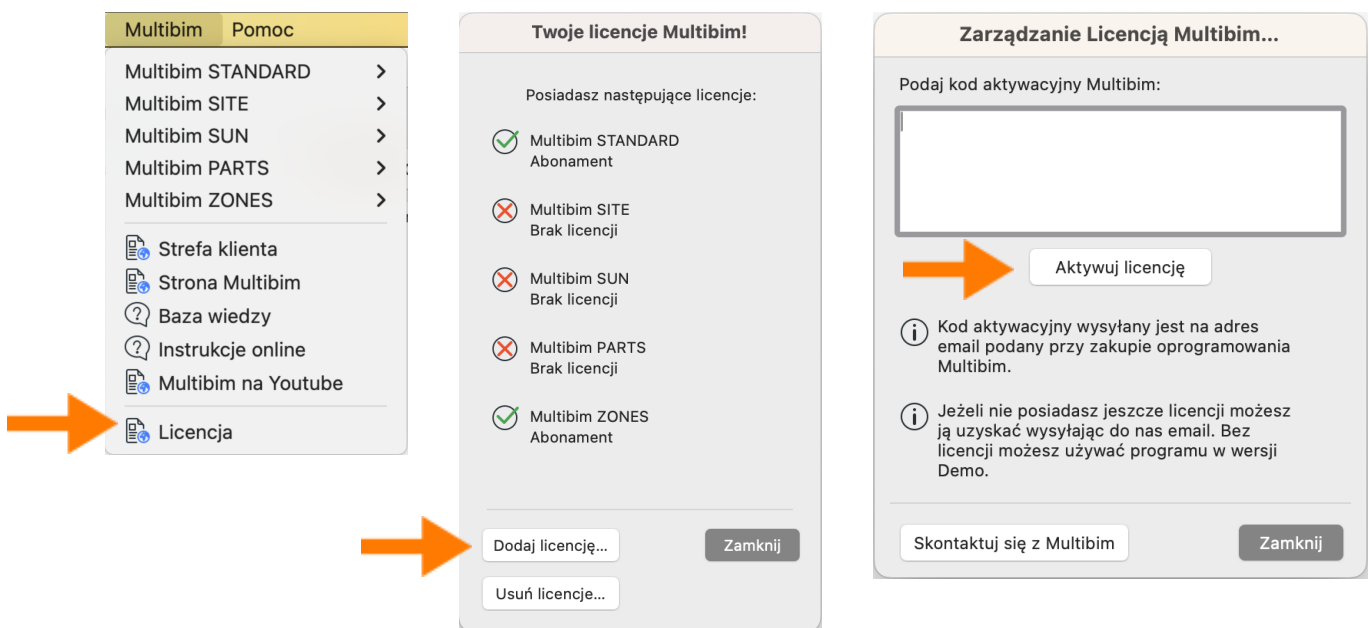 Multibim Pomoc
Multibim STANDARD
Multibim SITE
Multibim SUN
Multibim PARTS
Multibim ZONES
Strefa klienta
Strona Multibim
Baza wiedzy
Instrukcje online
Multibim na Youtube
Licencja
Twoje licencje Multibim!
Posiadasz następujące licencje:
Multibim STANDARD
Abonament
Multibim SITE
Brak licencji
Multibim SUN
Brak licencji
Multibim PARTS
Brak licencji
Multibim ZONES
Abonament
Dodaj licencję...
Zamknij
Usuń licencje...
Zarządzanie Licencją Multibim...
Podaj kod aktywacyjny Multibim:
Aktywuj licencję
Kod aktywacyjny wysyłany jest na adres
email podany przy zakupie oprogramowania
Multibim.
Jeżeli nie posiadasz jeszcze licencji możesz
ją uzyskać wysyłając do nas email. Bez
licencji możesz używać programu w wersji
Demo.
Skontaktuj się z Multibim
Zamknij